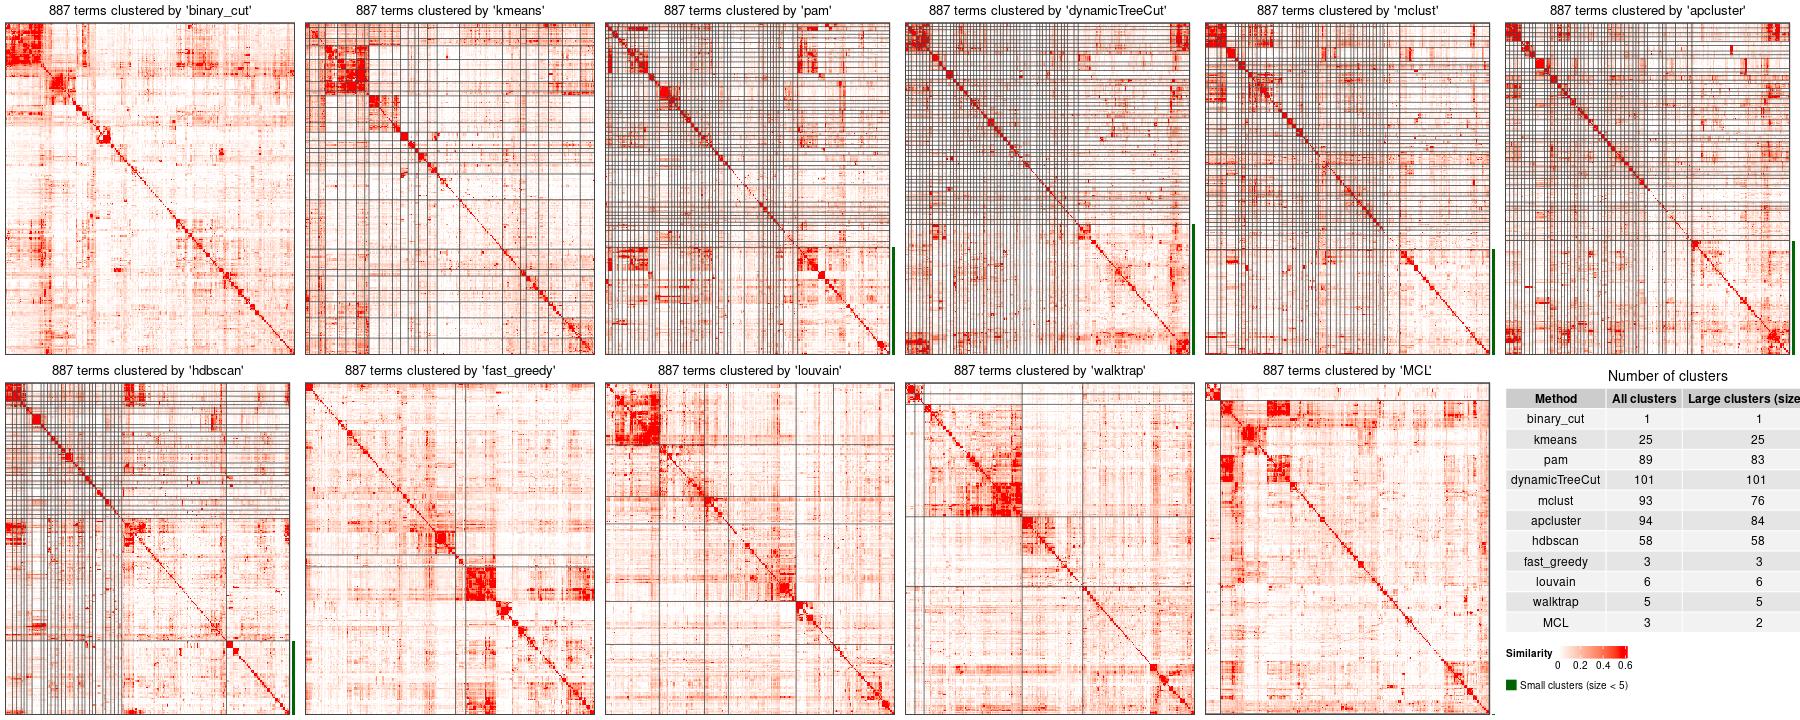 887 terms clustered by 'binary_cut'
887 terms clustered by 'kmeans'
887 terms clustered by 'pam'
887 terms clustered by 'dynamicTreeCut'
887 terms clustered by 'mclust'
887 terms clustered by 'apcluster'
887 terms clustered by 'hdbscan'
887 terms clustered by 'fast_greedy'
887 terms clustered by 'louvain'
887 terms clustered by 'walktrap'
887 terms clustered by 'MCL'
Number of clusters
Method All clusters Large clusters (size
binary_cut 1 1
kmeans 25 25
pam 89 83
dynamicTreeCut 101 101
mclust 93 76
apcluster 94 84
hdbscan 58 58
fast_greedy 3 3
louvain 6 6
walktrap 5 5
MCL 3 2
Similarity
0 0.2 0.4 0.6
Small clusters (size < 5)